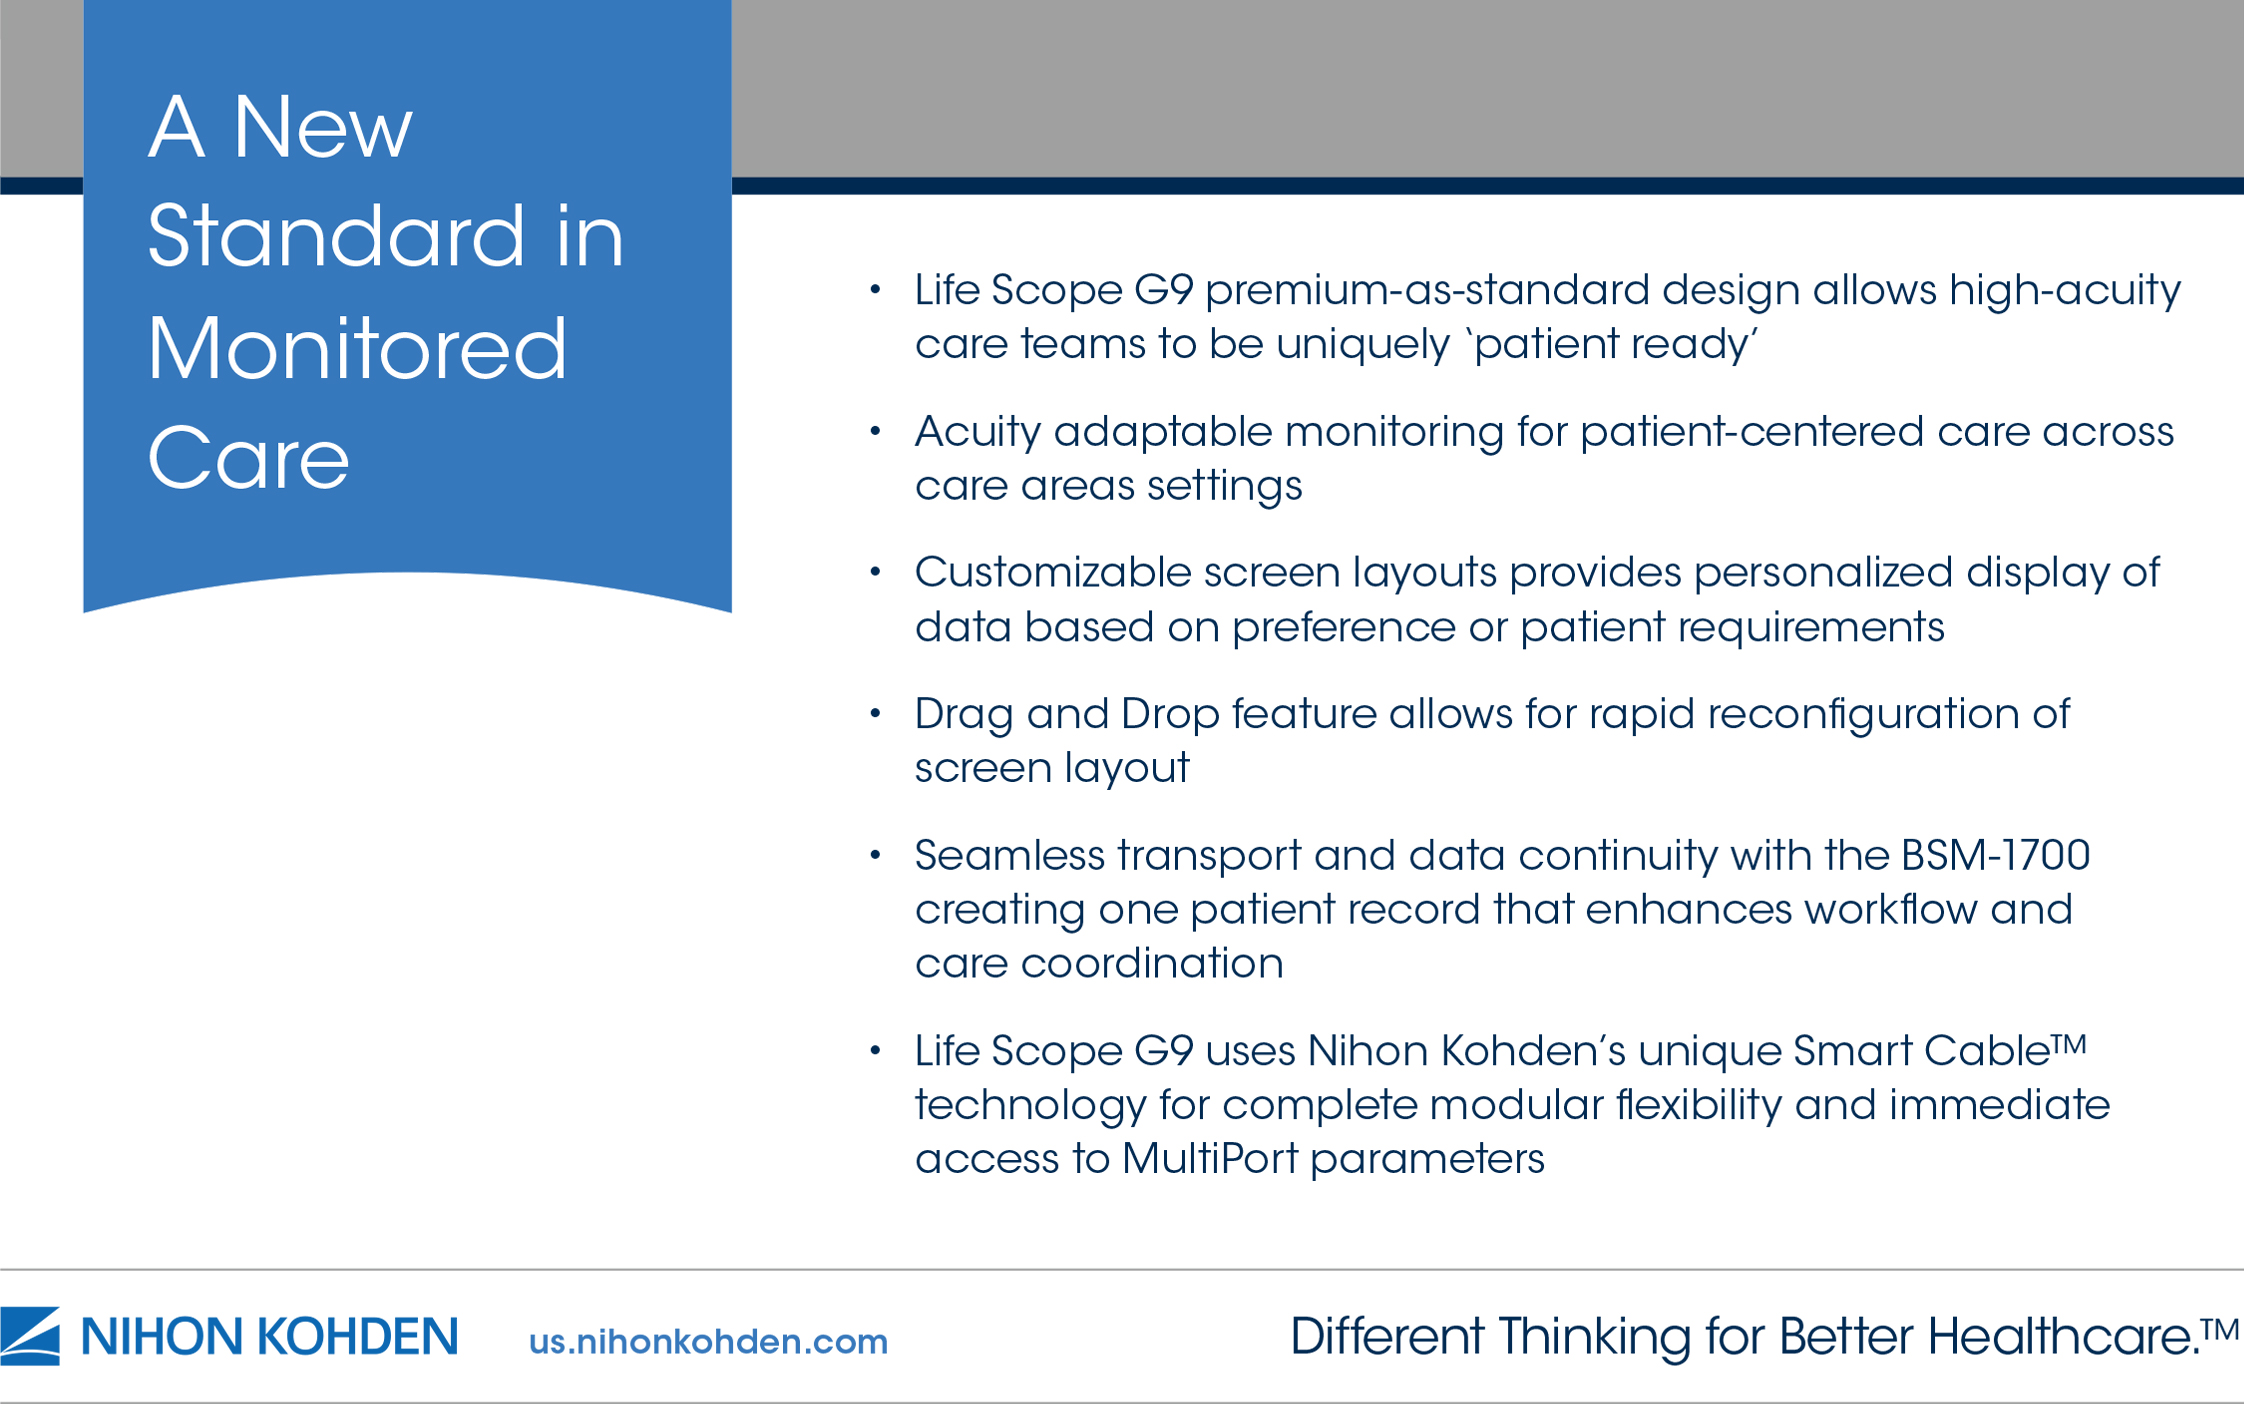 A New
Standard in
Monitored
Care
• Life Scope G9 premium-as-standard design allows high-acuity
care teams to be uniquely ‵patient ready′
• Acuity adaptable monitoring for patient-centered care across
care areas settings
• Customizable screen layouts provides personalized display of
data based on preference or patient requirements
• Drag and Drop feature allows for rapid reconfiguration of
screen layout
• Seamless transport and data continuity with the BSM-1700
creating one patient record that enhances workflow and
care coordination
• Life Scope G9 uses Nihon Kohden’s unique Smart Cable™
technology for complete modular flexibility and immediate
access to MultiPort parameters
NIHON KOHDEN
us.nihonkohden.com
Different Thinking for Better Healthcare.™